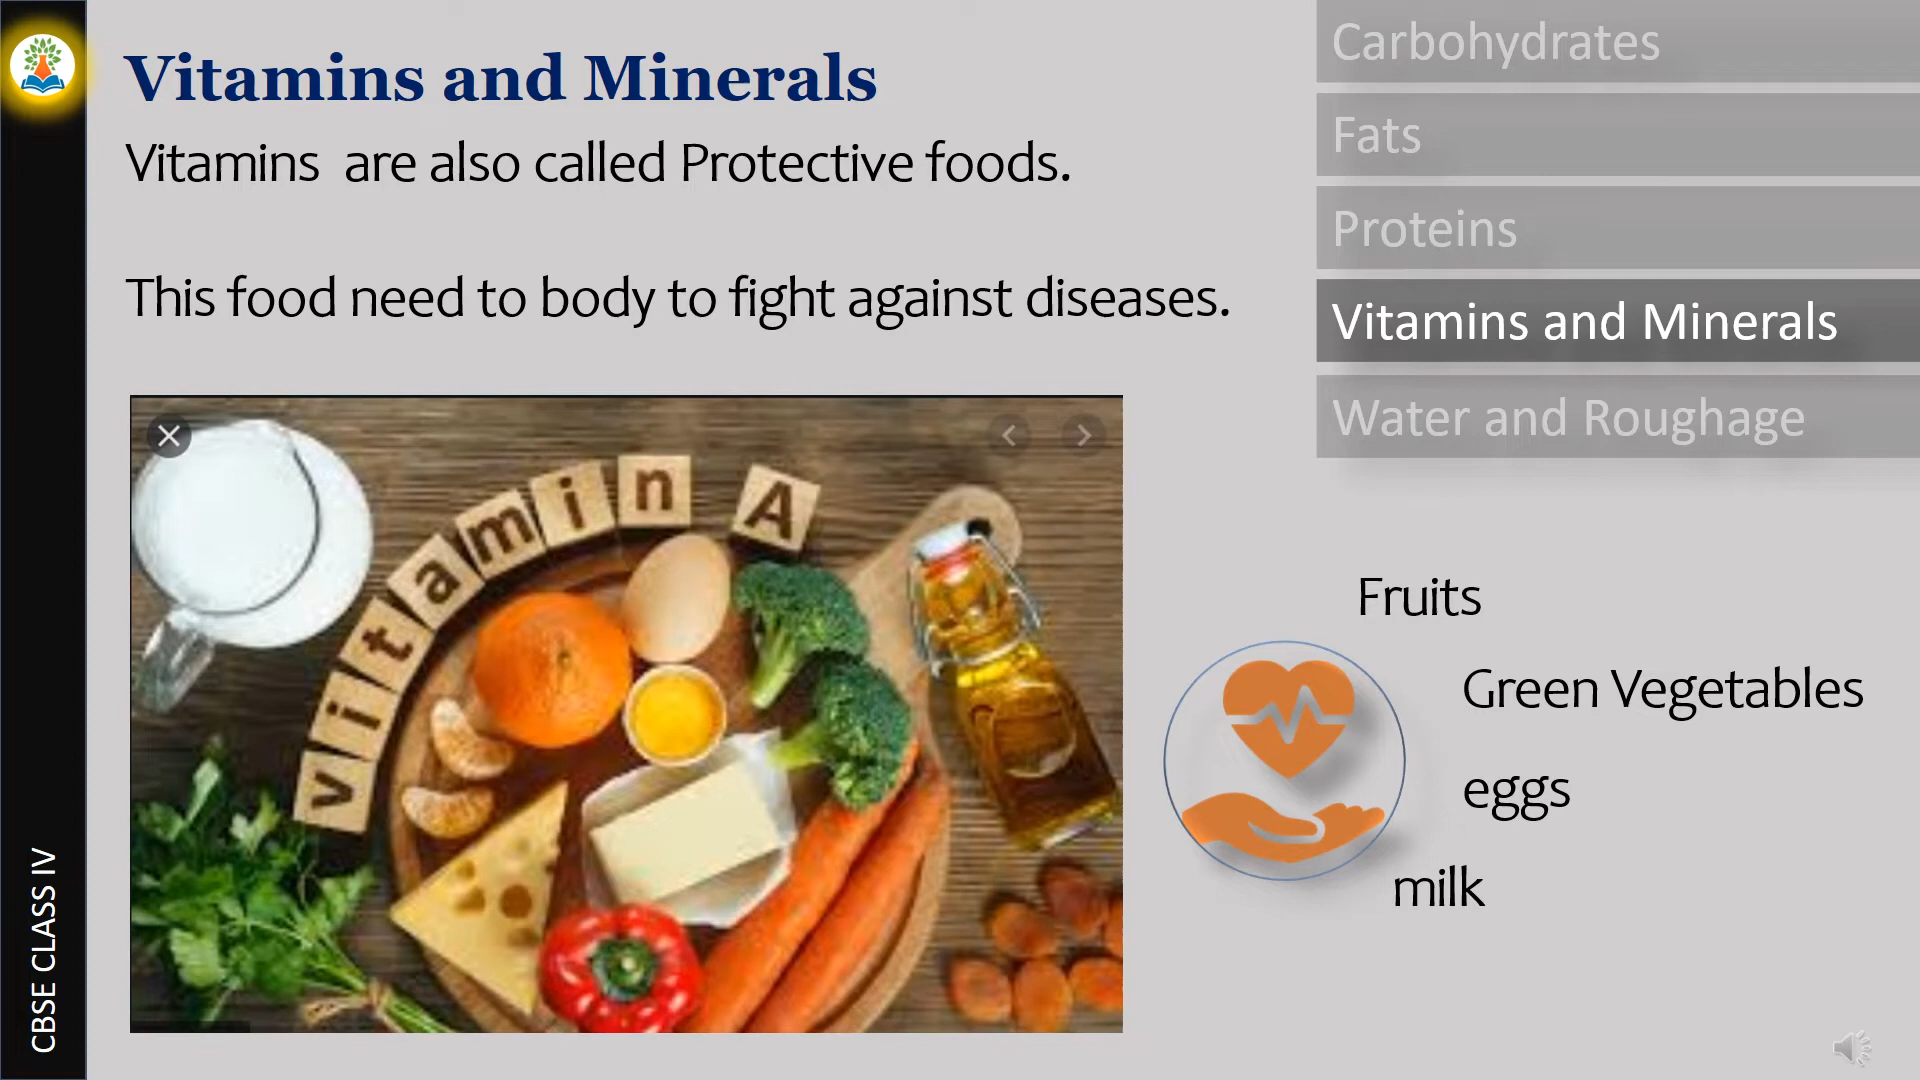 Vitamins and Minerals
Vitamins are also called Protective foods.
This food need to body to fight against diseases.
vitamin A
Carbohydrates
Fats
Proteins
Vitamins and Minerals
Water and Roughage
Fruits
Green Vegetables
eggs
milk
CBSE CLASS IV